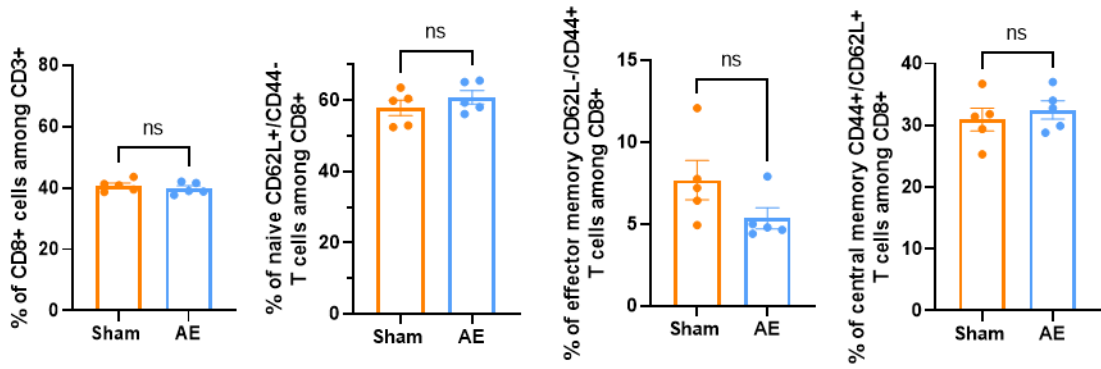 % of CD8+ cells among CD3+
80
60
40
20
0
ns
Sham
AE
% of naive CD62L+/CD44-
T cells among CD8+
60
40
20
0
ns
Sham
AE
% of effector memory CD62L-/CD44+
T cells among CD8+
15
10
5
0
ns
Sham
AE
% of central memory CD44+/CD62L+
T cells among CD8+
40
30
20
10
0
ns
Sham
AE